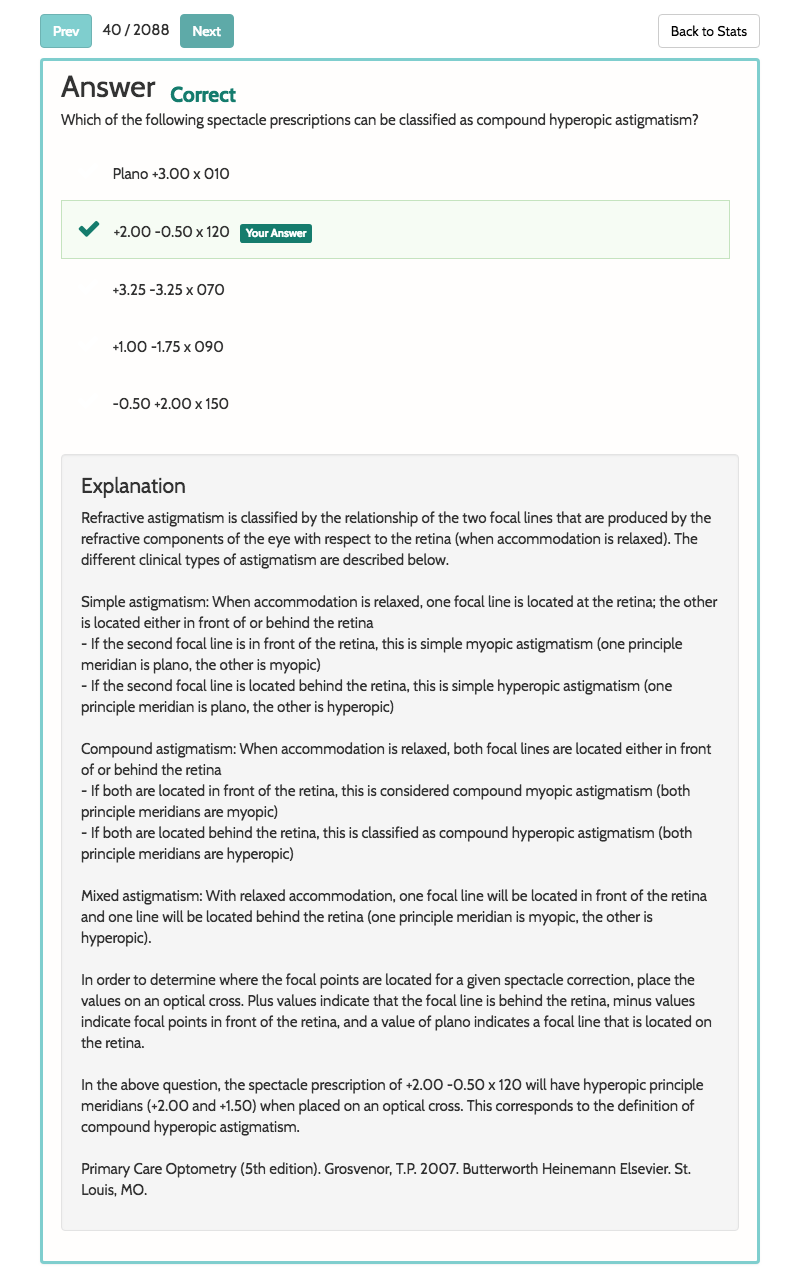 Prev 40 / 2088 Next Back to Stats
Answer Correct
Which of the following spectacle prescriptions can be classified as compound hyperopic astigmatism?
Plano +3.00 x 010
+2.00 -0.50 x 120 Your Answer
+3.25 -3.25 x 070
+1.00 -1.75 x 090
-0.50 +2.00 x 150
Explanation
Refractive astigmatism is classified by the relationship of the two focal lines that are produced by the
refractive components of the eye with respect to the retina (when accommodation is relaxed). The
different clinical types of astigmatism are described below.
Simple astigmatism: When accommodation is relaxed, one focal line is located at the retina; the other
is located either in front of or behind the retina
- If the second focal line is in front of the retina, this is simple myopic astigmatism (one principle
meridian is plano, the other is myopic)
- If the second focal line is located behind the retina, this is simple hyperopic astigmatism (one
principle meridian is plano, the other is hyperopic)
Compound astigmatism: When accommodation is relaxed, both focal lines are located either in front
of or behind the retina
- If both are located in front of the retina, this is considered compound myopic astigmatism (both
principle meridians are myopic)
- If both are located behind the retina, this is classified as compound hyperopic astigmatism (both
principle meridians are hyperopic)
Mixed astigmatism: With relaxed accommodation, one focal line will be located in front of the retina
and one line will be located behind the retina (one principle meridian is myopic, the other is
hyperopic).
In order to determine where the focal points are located for a given spectacle correction, place the
values on an optical cross. Plus values indicate that the focal line is behind the retina, minus values
indicate focal points in front of the retina, and a value of plano indicates a focal line that is located on
the retina.
In the above question, the spectacle prescription of +2.00 -0.50 x 120 will have hyperopic principle
meridians (+2.00 and +1.50) when placed on an optical cross. This corresponds to the definition of
compound hyperopic astigmatism.
Primary Care Optometry (5th edition). Grosvenor, T.P. 2007. Butterworth Heinemann Elsevier. St.
Louis, MO.